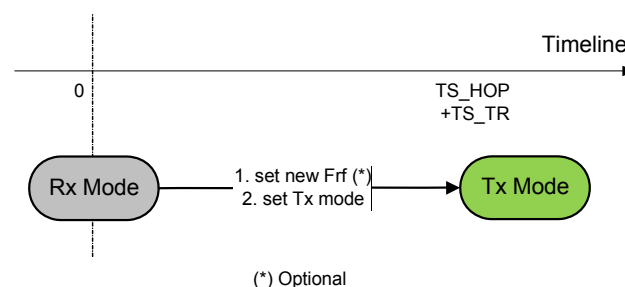 Timeline
0
TS_HOP
+TS_TR
Rx Mode
1. set new Frf (*)
2. set Tx mode
Tx Mode
(*) Optional